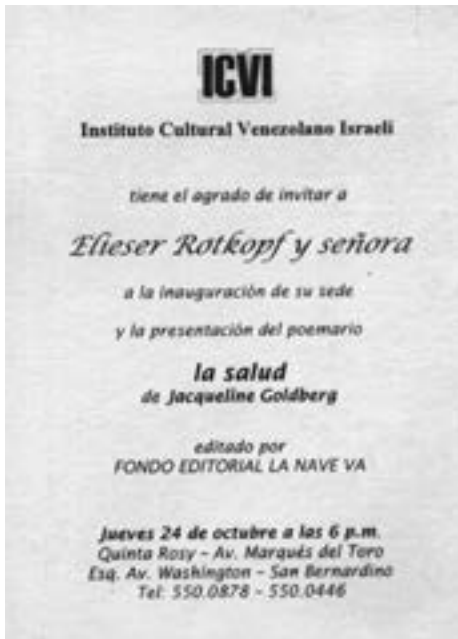 ICVI
Instituto Cultural Venezolano Israeli
tiene el agrado de invitar a
Elieser Rotkopf y señora
a la inauguración de su sede
y la presentación del poemario
la salud
de Jacqueline Goldberg
editado por
FONDO EDITORIAL LA NAVE VA
Jueves 24 de octubre a las 6 p.m.
Quinta Rosy - Av. Marqués del Toro
Esq. Av. Washington - San Bernardino
Tel: 550.0878 - 550.0446